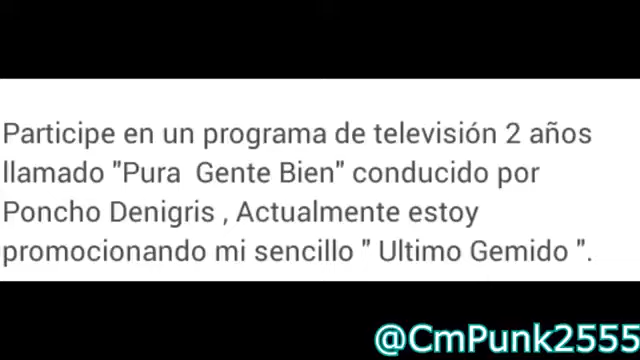 Participe en un programa de televisión 2 años
llamado "Pura  Gente Bien" conducido por
Poncho Denigris , Actualmente estoy
promocionando mi sencillo " Ultimo Gemido ".
@CmPunk2555